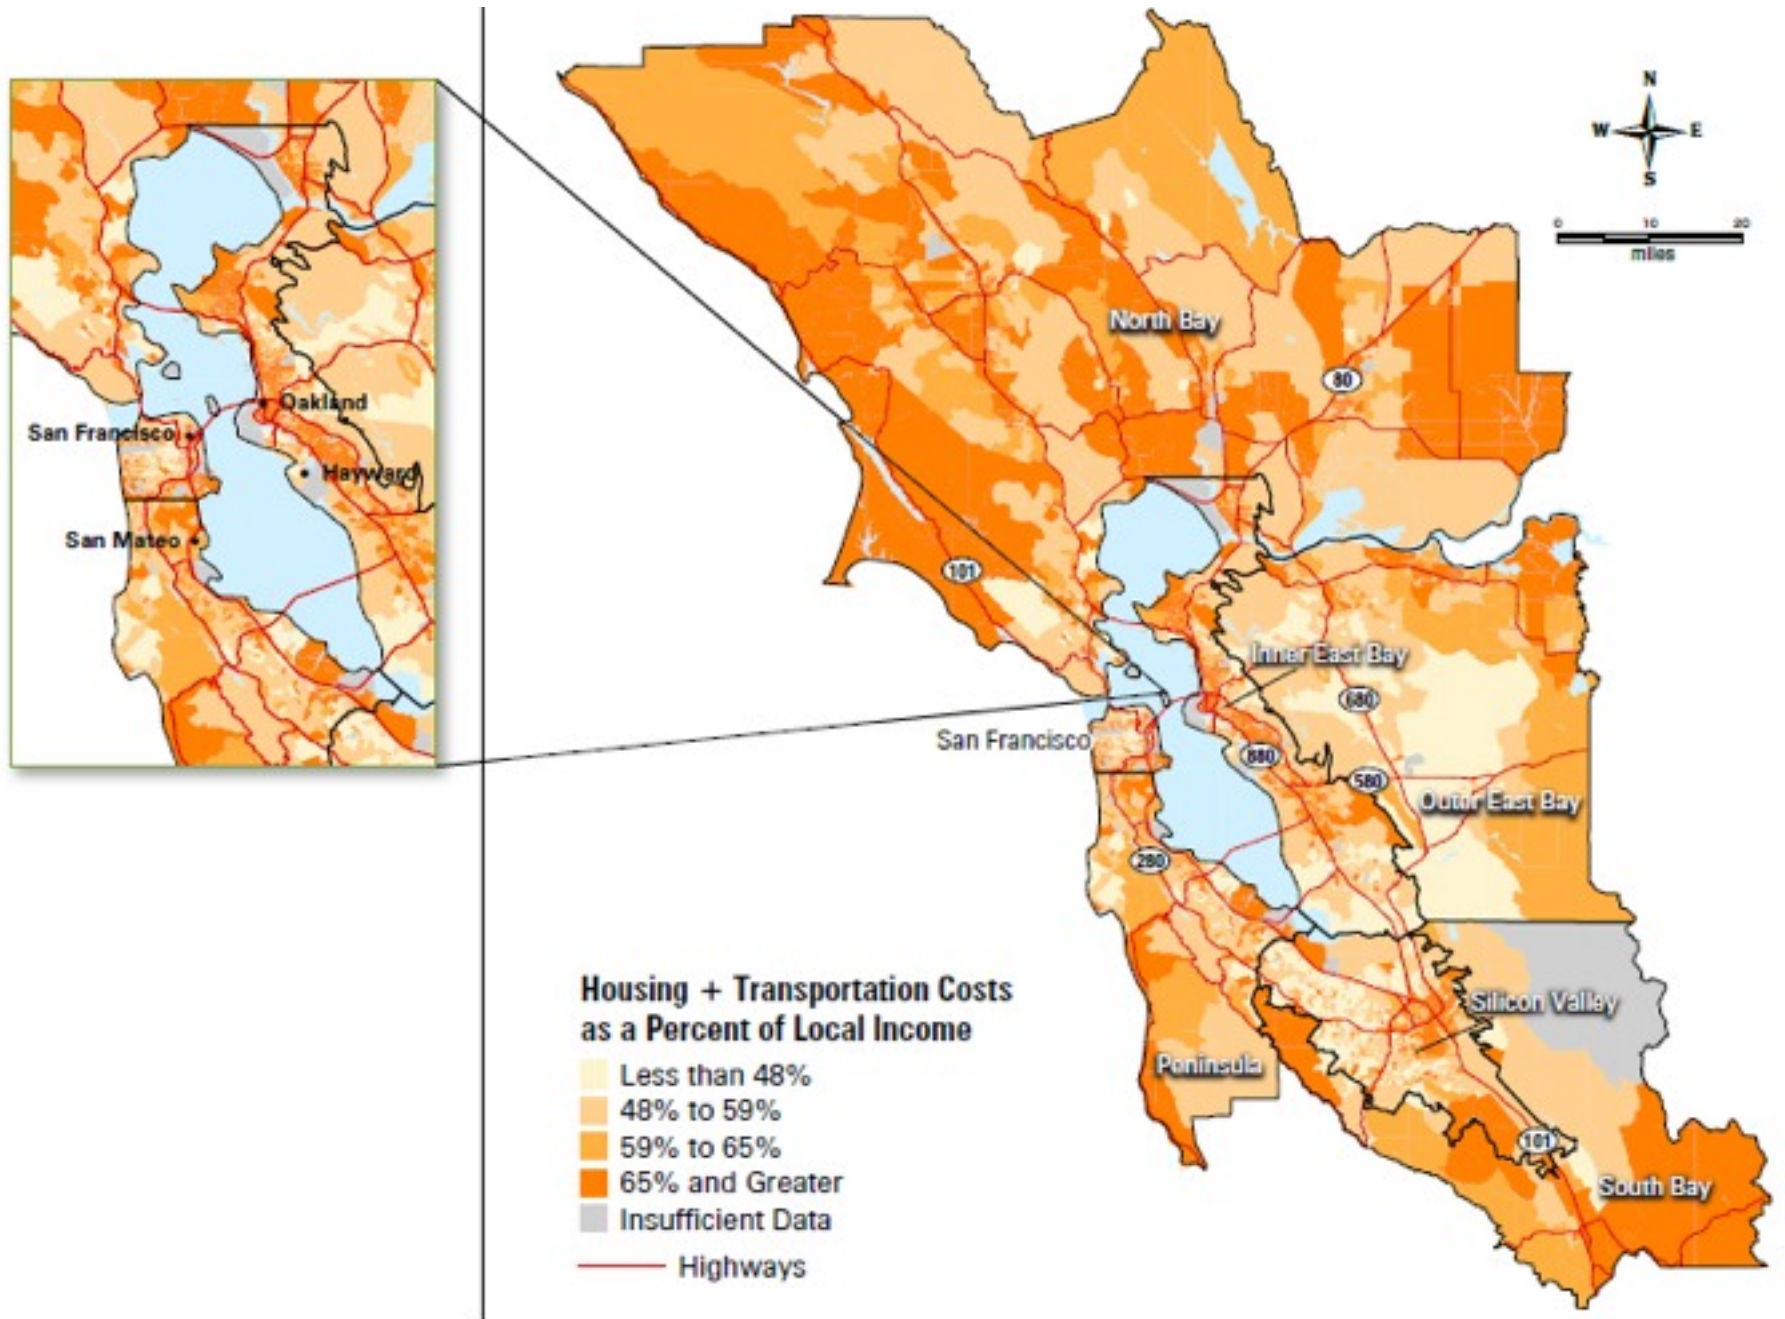 San Francisco
Oakland
Hayward
San Mateo
N
W E
S
0 10 20
miles
North Bay
80
101
Inner East Bay
680
San Francisco
880
580
Outer East Bay
280
Silicon Valley
Peninsula
101
South Bay
Housing + Transportation Costs
as a Percent of Local Income
Less than 48%
48% to 59%
59% to 65%
65% and Greater
Insufficient Data
Highways